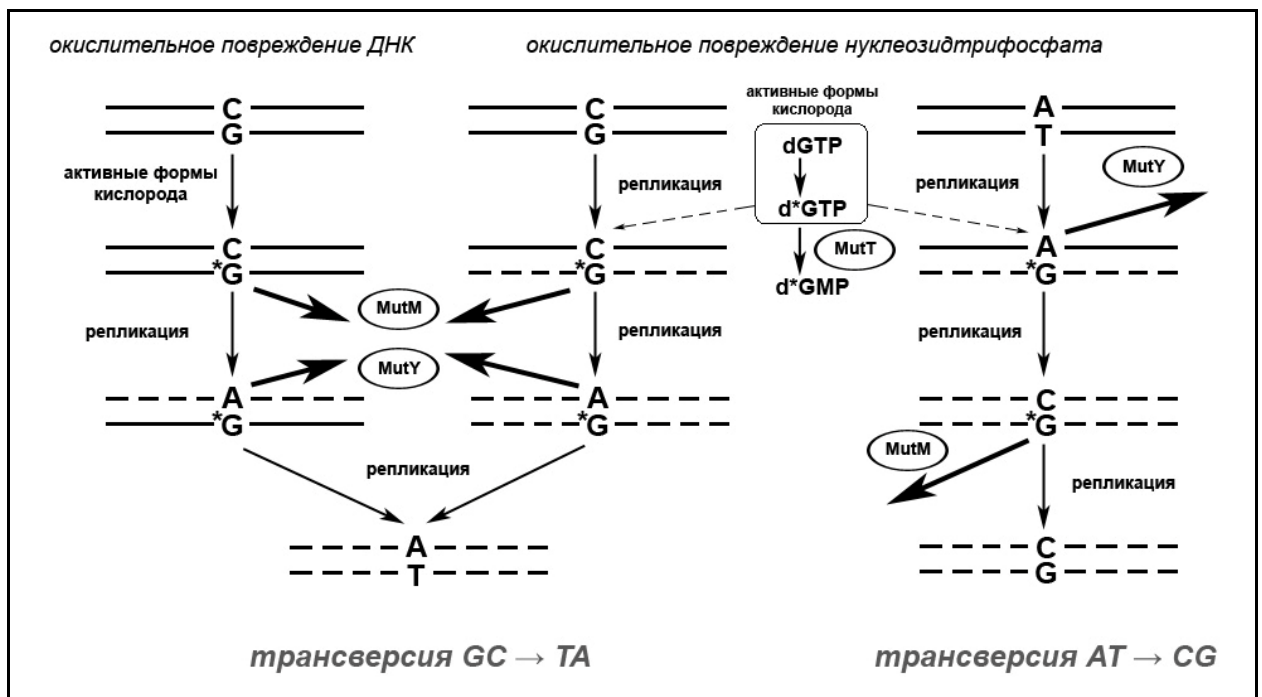 окислительное повреждение ДНК
окислительное повреждение нуклеозидтрифосфата
C
G
активные формы
кислорода
C
*G
репликация
A
*G
C
G
репликация
C
*G
репликация
A
*G
MutM
MutY
репликация
A
T
активные формы
кислорода
dGTP
d*GTP
MutT
d*GMP
A
T
репликация
MutY
A
*G
репликация
C
*G
MutM
репликация
C
G
трансверсия GC → TA
трансверсия AT → CG